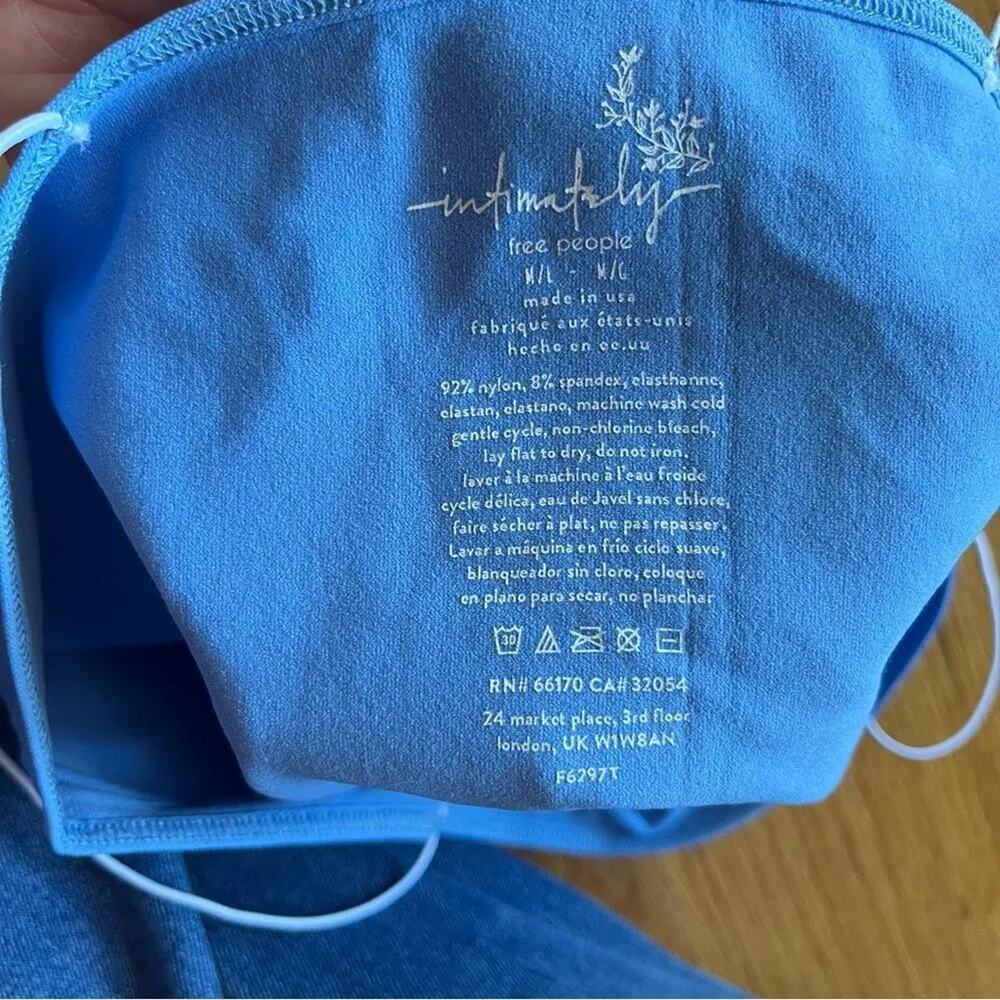 intimately
free people
M/L - M/G
made in usa
fabriqué aux états-unis
hecho en ee.uu
92% nylon, 8% spandex, elasthanne,
elastan, elastano, machine wash cold
gentle cycle, non-chlorine bleach,
lay flat to dry, do not iron.
laver à la machine à l'eau froide
cycle délica, eau de Javel sans chlore,
faire sécher à plat, ne pas repasser.
Lavar a máquina en frío ciclo suave,
blanqueador sin cloro, coloque
en plano para secar, no planchar
30
RN# 66170 CA# 32054
24 market place, 3rd floor
london, UK W1W8AN
F6297T